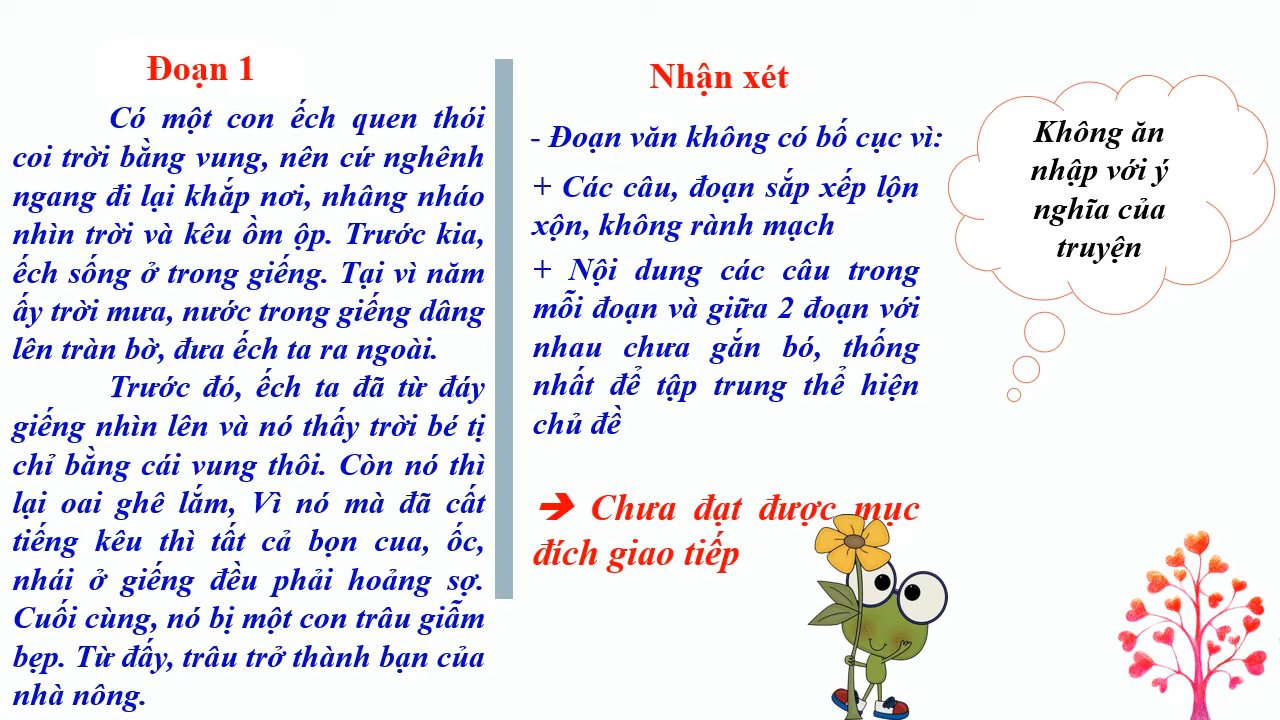 Đoạn 1
Có một con ếch quen thói
coi trời bằng vung, nên cứ nghênh
ngang đi lại khắp nơi, nhâng nháo
nhìn trời và kêu ồm ộp. Trước kia,
ếch sống ở trong giếng. Tại vì năm
ấy trời mưa, nước trong giếng dâng
lên tràn bờ, đưa ếch ta ra ngoài.
Trước đó, ếch ta đã từ đáy
giếng nhìn lên và nó thấy trời bé tị
chỉ bằng cái vung thôi. Còn nó thì
lại oai ghê lắm, Vì nó mà đã cất
tiếng kêu thì tất cả bọn cua, ốc,
nhái ở giếng đều phải hoảng sợ.
Cuối cùng, nó bị một con trâu giẫm
bẹp. Từ đấy, trâu trở thành bạn của
nhà nông.
Nhận xét
- Đoạn văn không có bố cục vì:
+ Các câu, đoạn sắp xếp lộn
xộn, không rành mạch
+ Nội dung các câu trong
mỗi đoạn và giữa 2 đoạn với
nhau chưa gắn bó, thống
nhất để tập trung thể hiện
chủ đề
➔ Chưa đạt được mục
đích giao tiếp
Không ăn
nhập với ý
nghĩa của
truyện